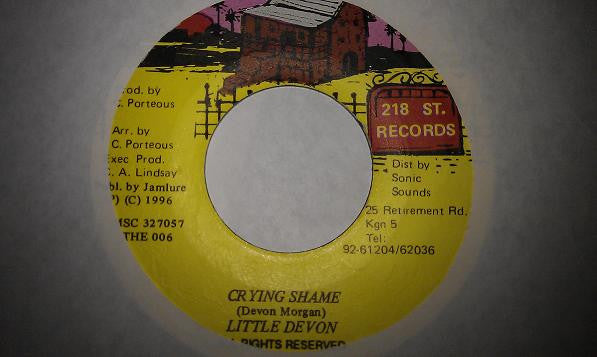 218 ST.
RECORDS
rod. by
C. Porteous
Arr. by
C. Porteous
Exec Prod.
. A. Lindsay
bl. by Jamlure
P) (C) 1996
MSC 327057
THE 006
Dist by
Sonic
Sounds
25 Retirement Rd.
Kgn 5
Tel:
92-61204/62036
CRYING SHAME
(Devon Morgan)
LITTLE DEVON
RIGHTS RESERVED